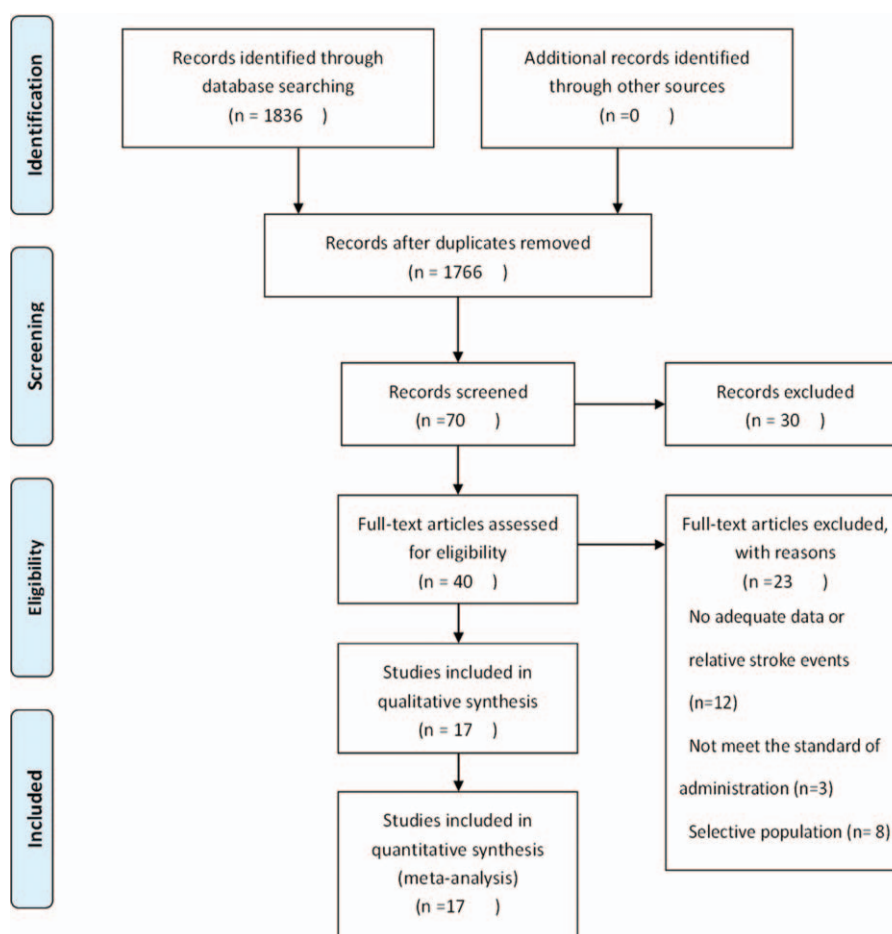 Identification
Records identified through
database searching
(n = 1836 )
Additional records identified
through other sources
(n =0 )
Records after duplicates removed
(n = 1766 )
Screening
Records screened
(n =70 )
Records excluded
(n = 30 )
Eligibility
Full-text articles assessed
for eligibility
(n = 40 )
Full-text articles excluded,
with reasons
(n =23 )
No adequate data or
relative stroke events
(n=12)
Not meet the standard of
administration (n=3)
Selective population (n= 8)
Studies included in
qualitative synthesis
(n = 17 )
Included
Studies included in
quantitative synthesis
(meta-analysis)
(n =17 )